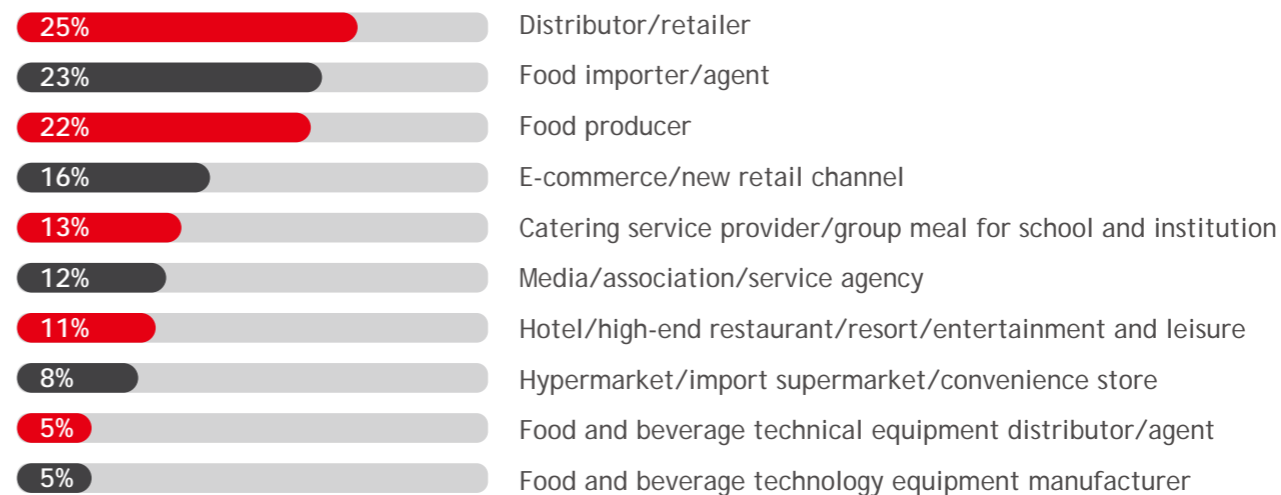 25% Distributor/retailer
23% Food importer/agent
22% Food producer
16% E-commerce/new retail channel
13% Catering service provider/group meal for school and institution
12% Media/association/service agency
11% Hotel/high-end restaurant/resort/entertainment and leisure
8% Hypermarket/import supermarket/convenience store
5% Food and beverage technical equipment distributor/agent
5% Food and beverage technology equipment manufacturer